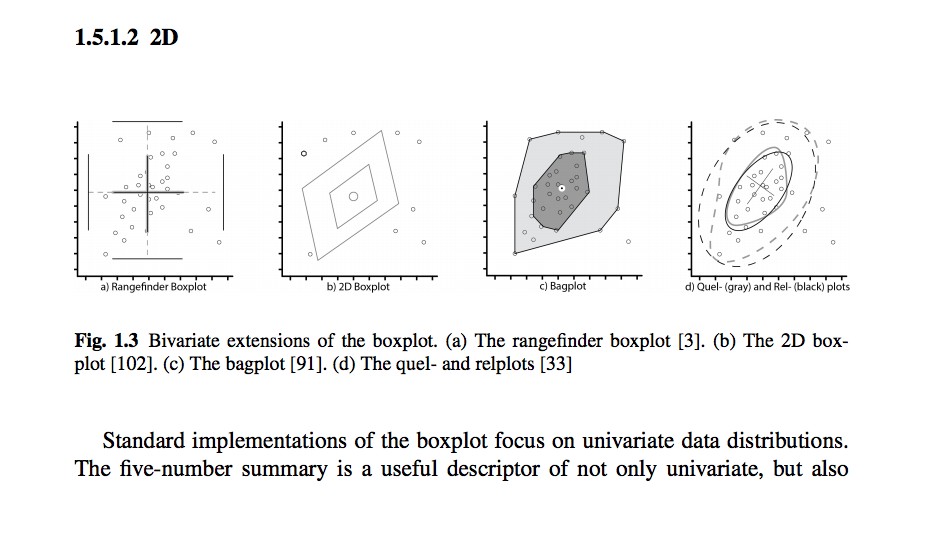 1.5.1.2 2D
a) Rangefinder Boxplot
b) 2D Boxplot
c) Bagplot
d) Quel- (gray) and Rel- (black) plots
Fig. 1.3 Bivariate extensions of the boxplot. (a) The rangefinder boxplot [3]. (b) The 2D box-
plot [102]. (c) The bagplot [91]. (d) The quel- and relplots [33]
Standard implementations of the boxplot focus on univariate data distributions.
The five-number summary is a useful descriptor of not only univariate, but also